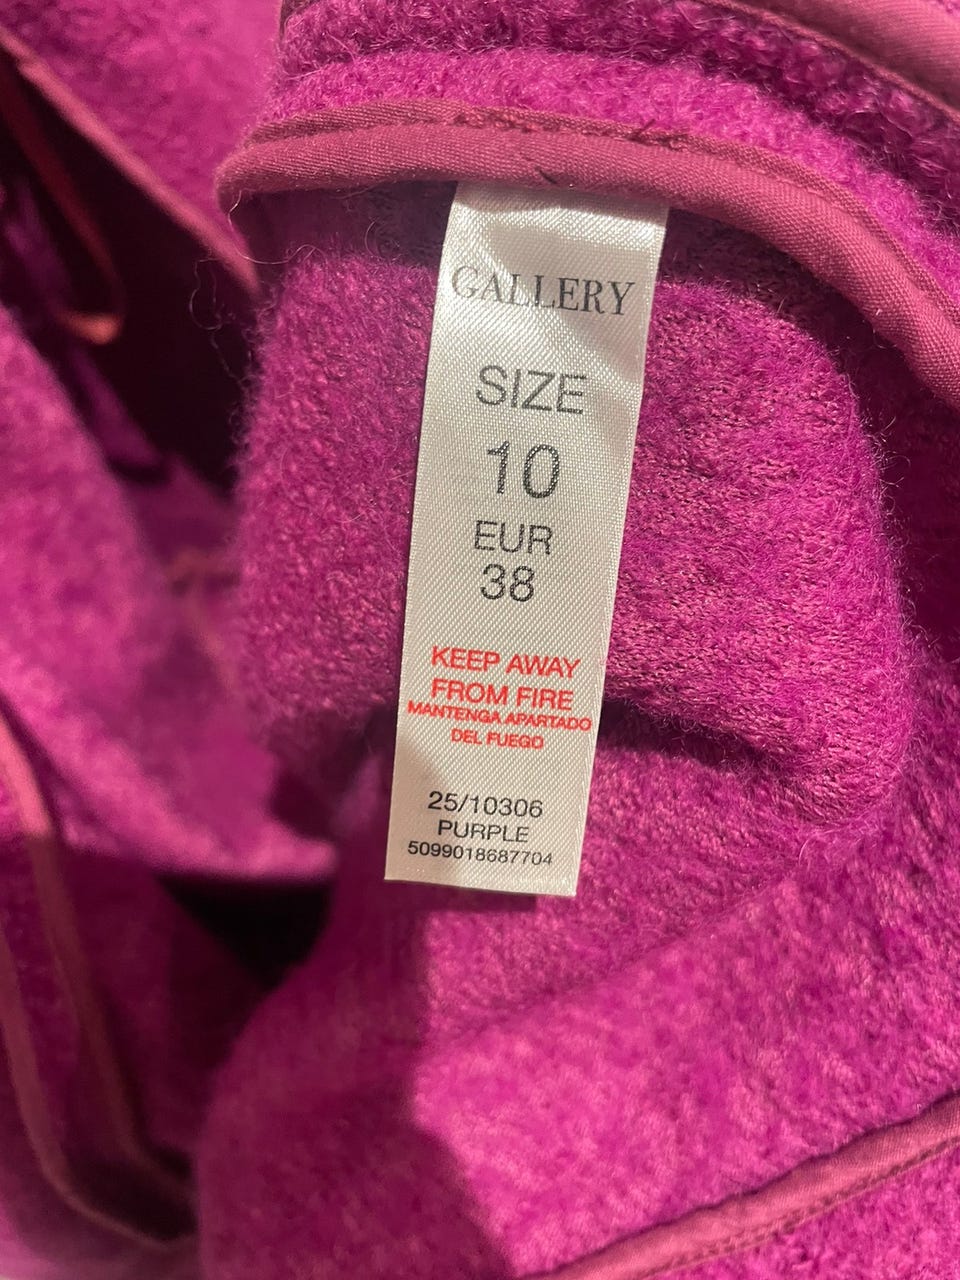 GALLERY
SIZE
10
EUR
38
KEEP AWAY
FROM FIRE
MANTENGA APARTADO
DEL FUEGO
25/10306
PURPLE
5099018687704